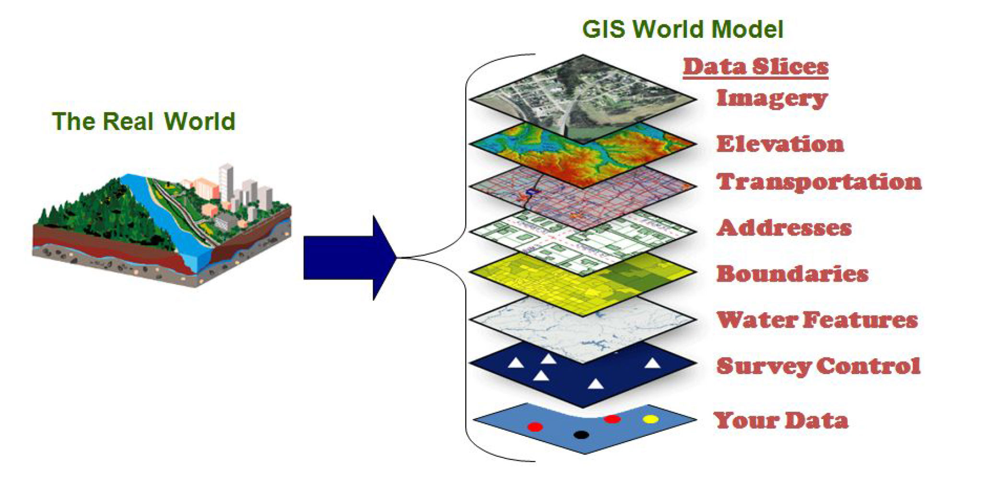 GIS World Model
Data Slices
Imagery
The Real World
Elevation
Transportation
Addresses
Boundaries
Water Features
Survey Control
Your Data